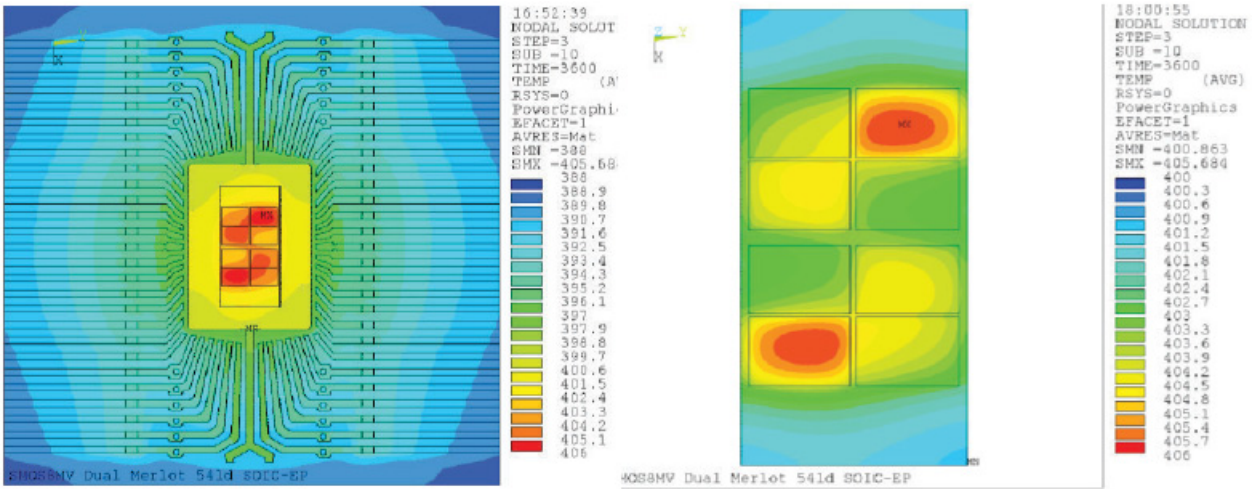 16:52:39
NODAL SOLUT
STEP=3
SUB =10
TIME=3600
TEMP (AV
RSYS=0
PowerGraphi
EFACET=1
AVRES=Mat
SMN =388
SMX =405.68
388
388.9
389.8
390.7
391.6
392.5
393.4
394.3
395.2
396.1
397
397.9
398.8
399.7
400.6
401.5
402.4
403.3
404.2
405.1
406
X
MX
SMOS8MV Dual Merlot 54ld SOIC-EP
18:00:55
NODAL SOLUTION
STEP=3
SUB =10
TIME=3600
TEMP (AVG)
RSYS=0
PowerGraphics
EFACET=1
AVRES=Mat
SMN =400.863
SMX =405.684
400
400.3
400.6
400.9
401.2
401.5
401.8
402.1
402.4
402.7
403
403.3
403.6
403.9
404.2
404.5
404.8
405.1
405.4
405.7
406
X
MX
MN
MOS8MV Dual Merlot 54ld SOIC-EP